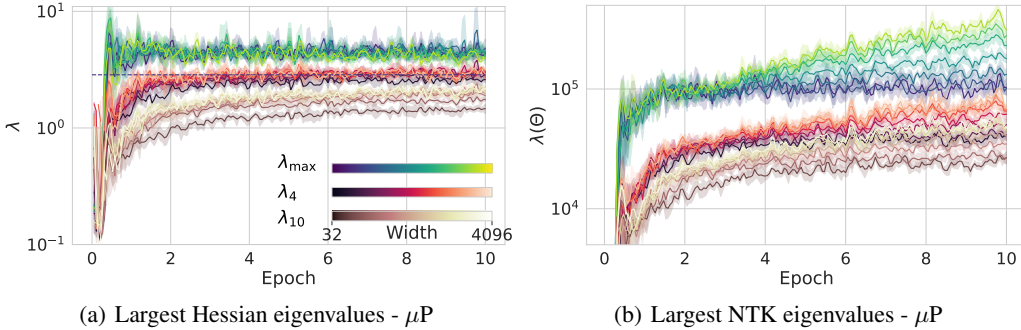 10¹
10⁰
10⁻¹
λ
λmax
λ4
λ10
32 Width 4096
0 2 4 6 8 10
Epoch
(a) Largest Hessian eigenvalues - μP
10⁵
10⁴
λ(Θ)
0 2 4 6 8 10
Epoch
(b) Largest NTK eigenvalues - μP